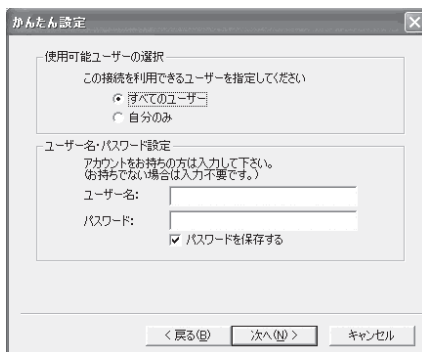 かんたん設定
使用可能ユーザーの選択
この接続を利用できるユーザーを指定してください
すべてのユーザー
自分のみ
ユーザー名・パスワード設定
アカウントをお持ちの方は入力して下さい。
(お持ちでない場合は入力不要です。)
ユーザー名:
パスワード:
パスワードを保存する
< 戻る(B) 次へ(N) > キャンセル